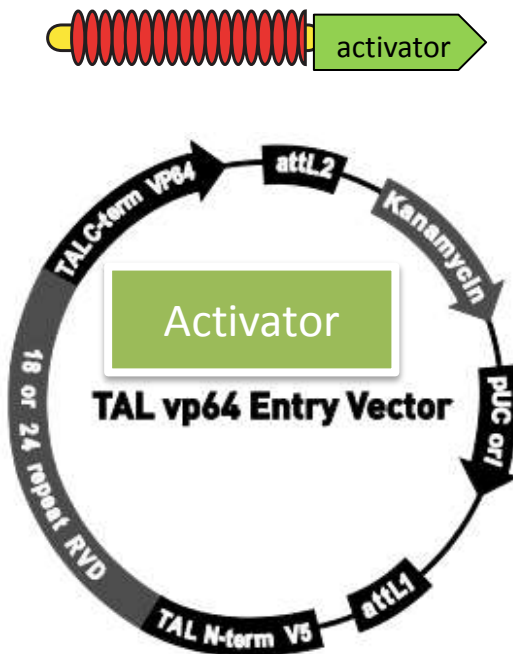 activator
attL2
TALC-term VP64
Kanamycin
Activator
TAL vp64 Entry Vector
18 or 24 repeat RVD
pUC ori
attL1
TAL N-term V5